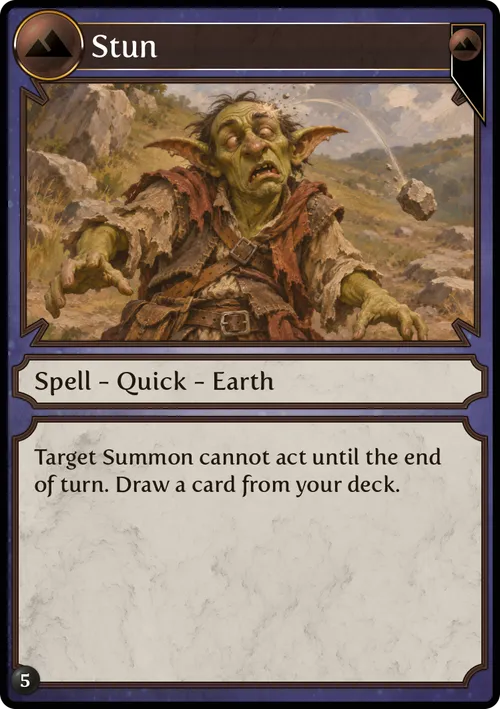 Stun
Spell - Quick - Earth
Target Summon cannot act until the end
of turn. Draw a card from your deck.
5